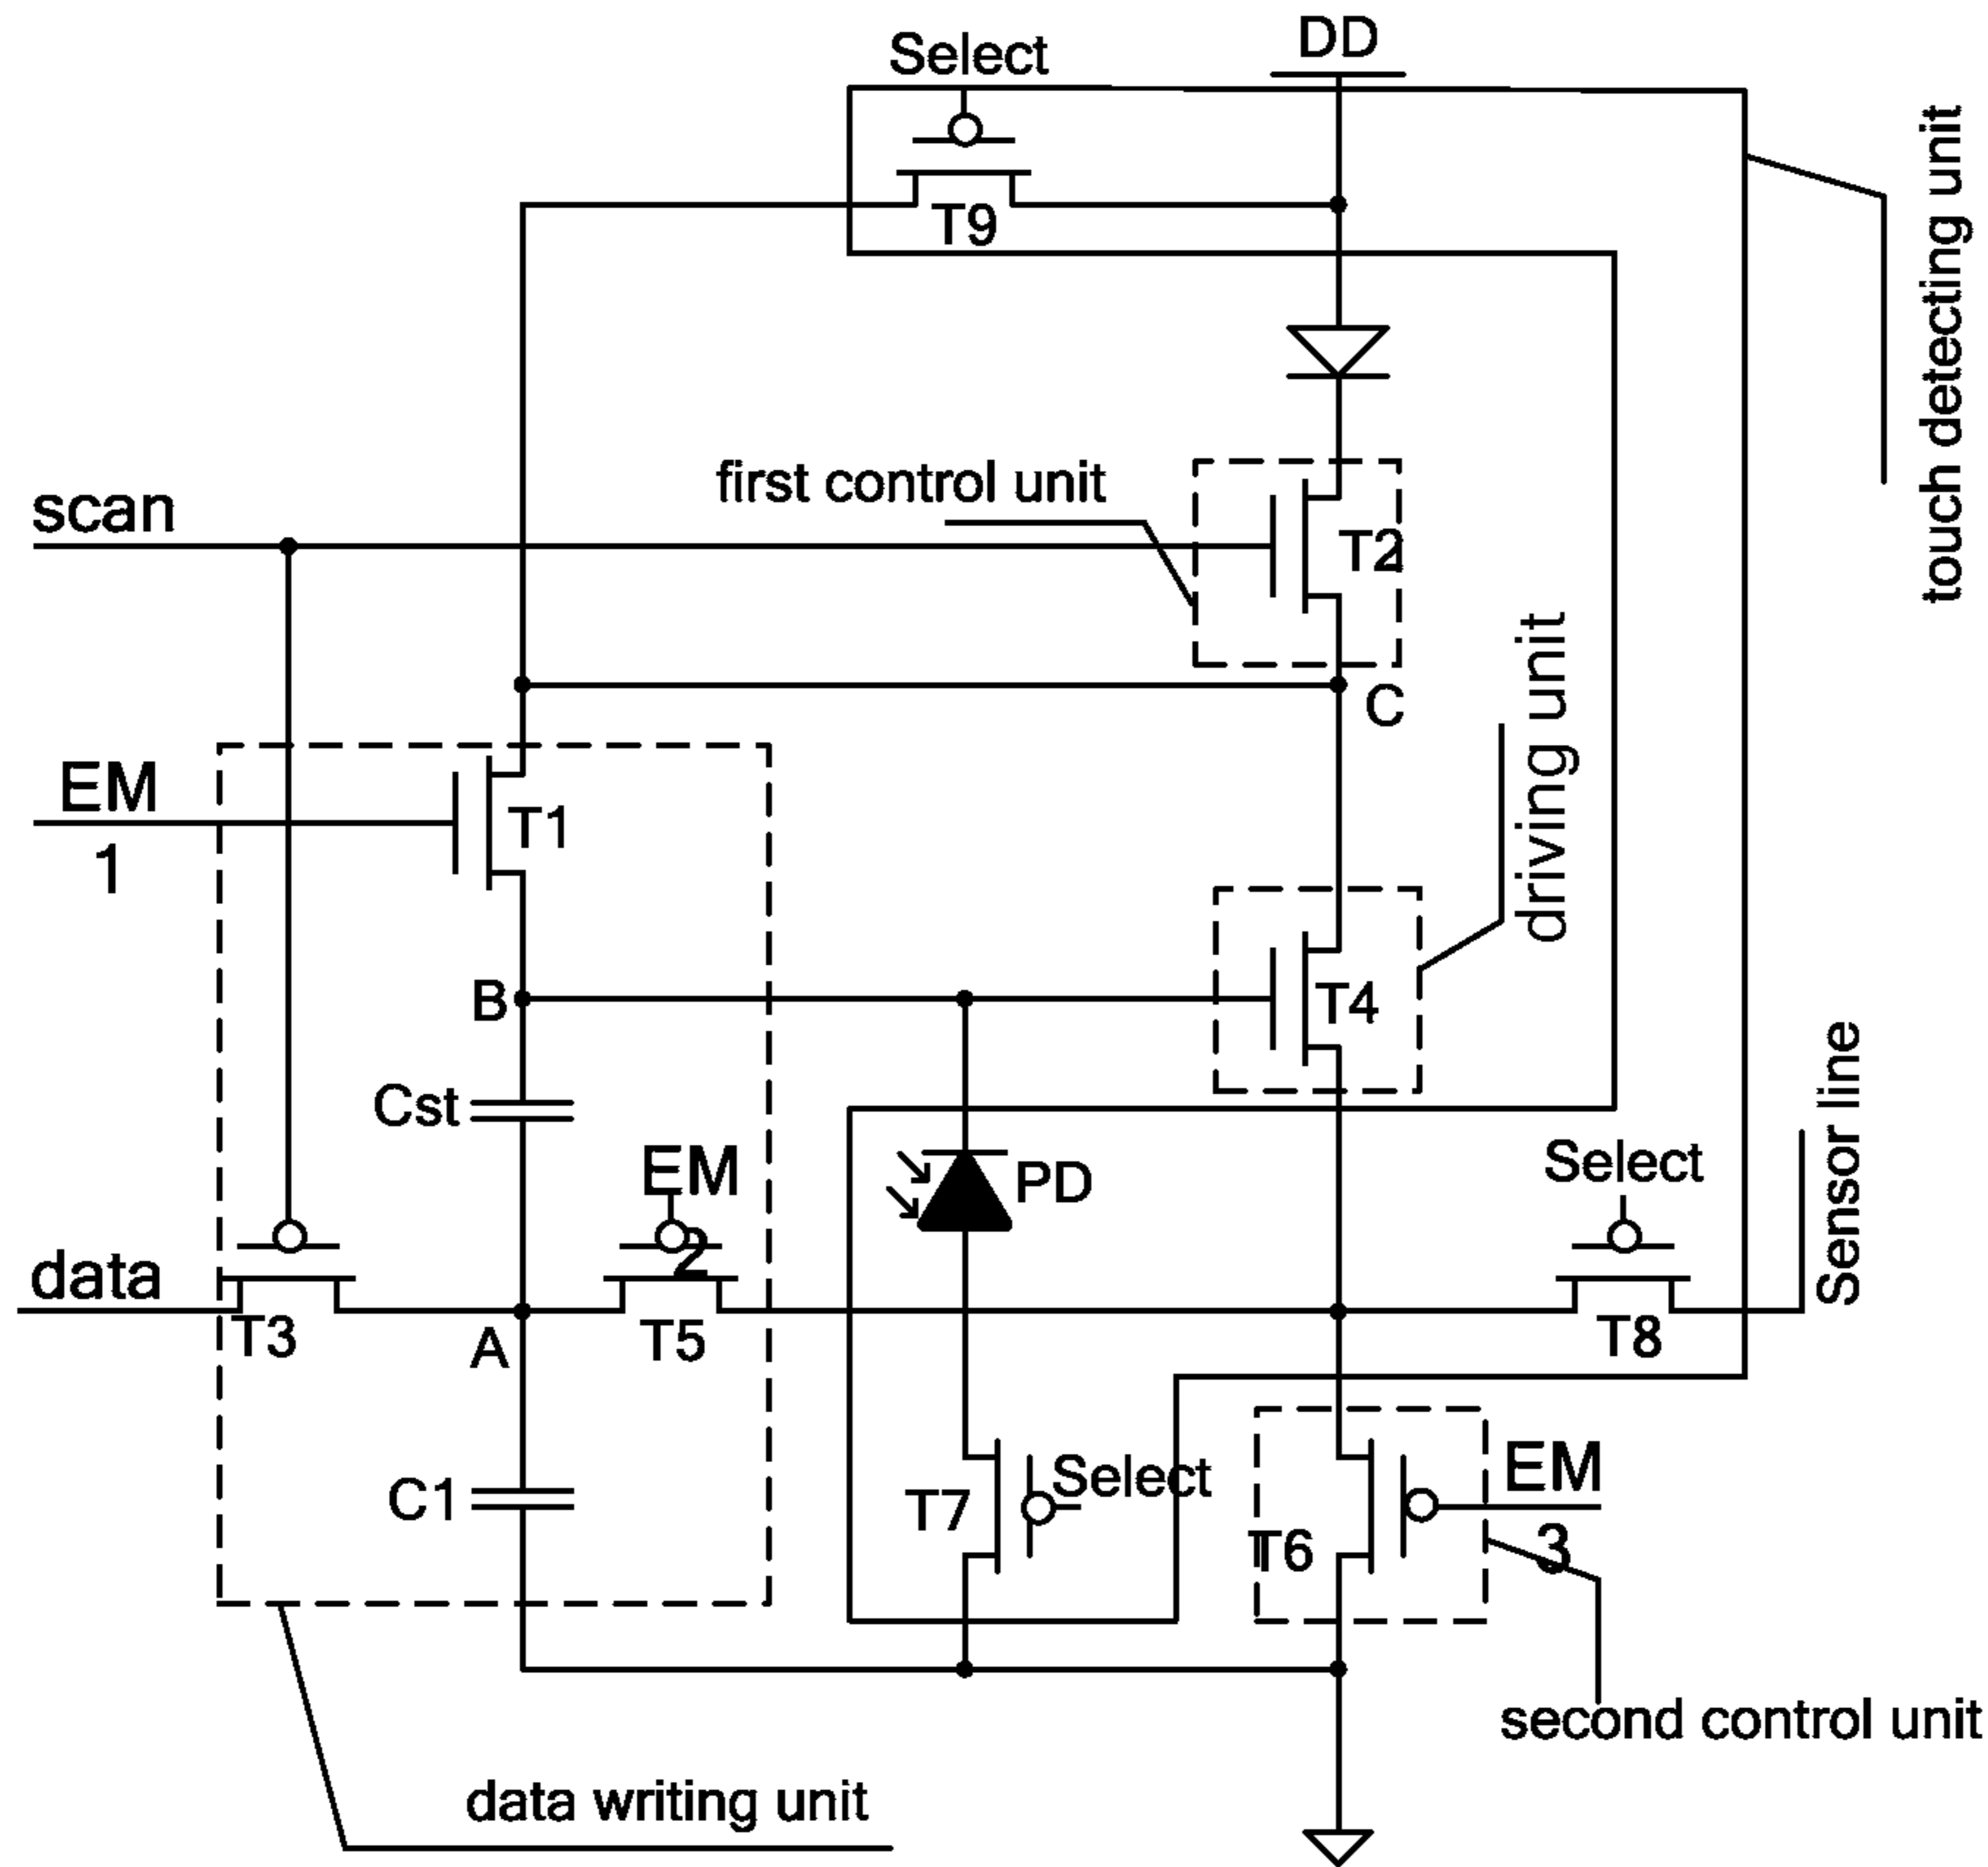 DD
Select
T9
touch detecting unit
first control unit
scan
T2
driving unit
C
EM
1
T1
B
T4
Cst
Sensor line
EM
2
PD
Select
data
T3
A
T5
T8
C1
T7
Select
T6
EM
3
second control unit
data writing unit